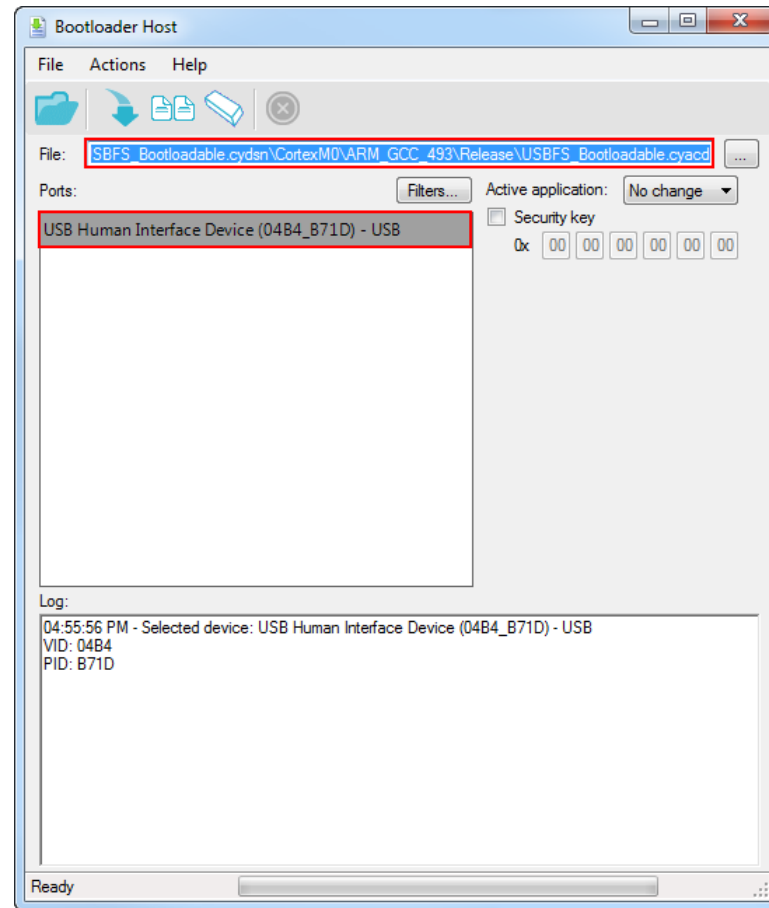 Bootloader Host
File Actions Help
File: SBFS_Bootloadable.cydsn\CortexM0\ARM_GCC_493\Release\USBFS_Bootloadable.cyacd ...
Ports: Filters... Active application: No change
Security key
USB Human Interface Device (04B4_B71D) - USB
0x 00 00 00 00 00 00
Log:
04:55:56 PM - Selected device: USB Human Interface Device (04B4_B71D) - USB
VID: 04B4
PID: B71D
Ready